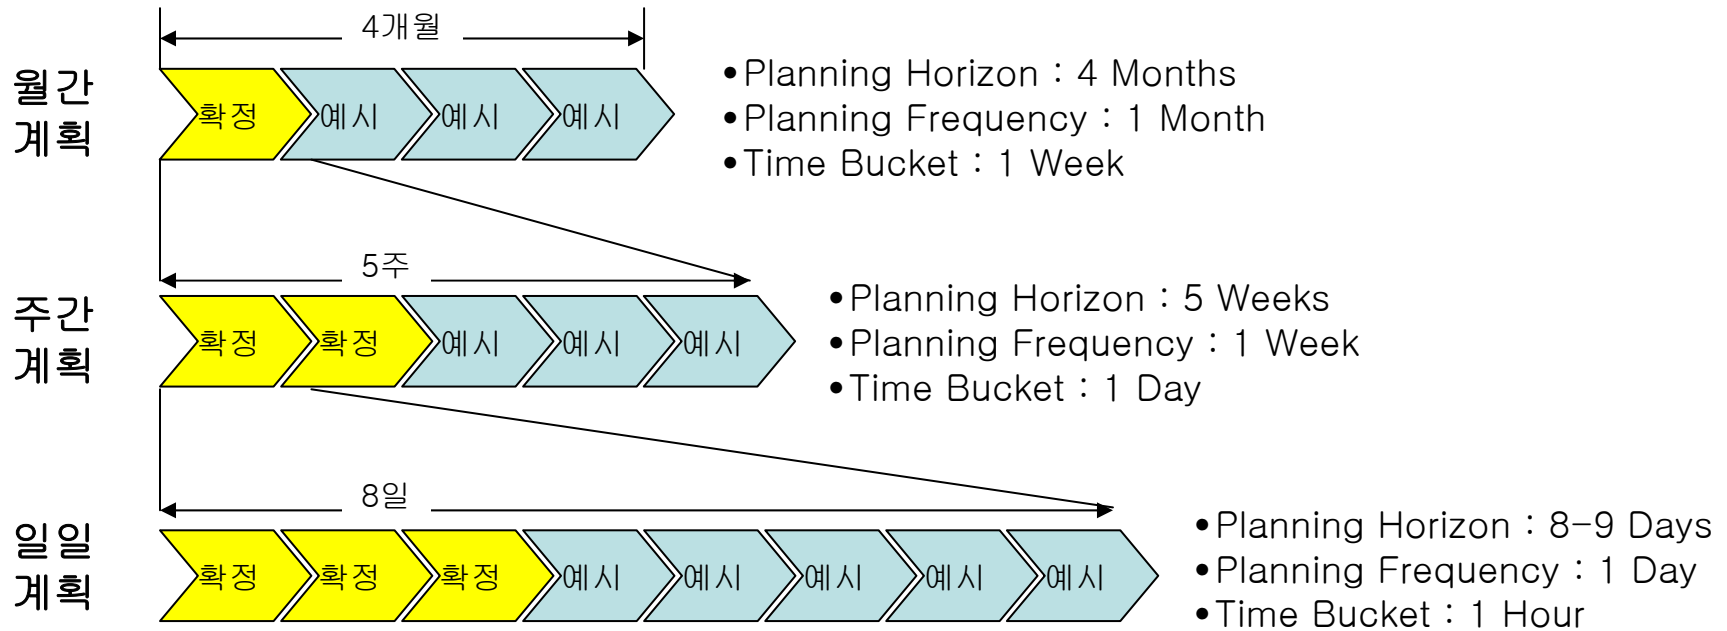 4개월
월간
계획
확정 예시 예시 예시
•Planning Horizon : 4 Months
•Planning Frequency : 1 Month
•Time Bucket : 1 Week
5주
주간
계획
확정 확정 예시 예시 예시
•Planning Horizon : 5 Weeks
•Planning Frequency : 1 Week
•Time Bucket : 1 Day
8일
일일
계획
확정 확정 확정 예시 예시 예시 예시 예시
•Planning Horizon : 8-9 Days
•Planning Frequency : 1 Day
•Time Bucket : 1 Hour